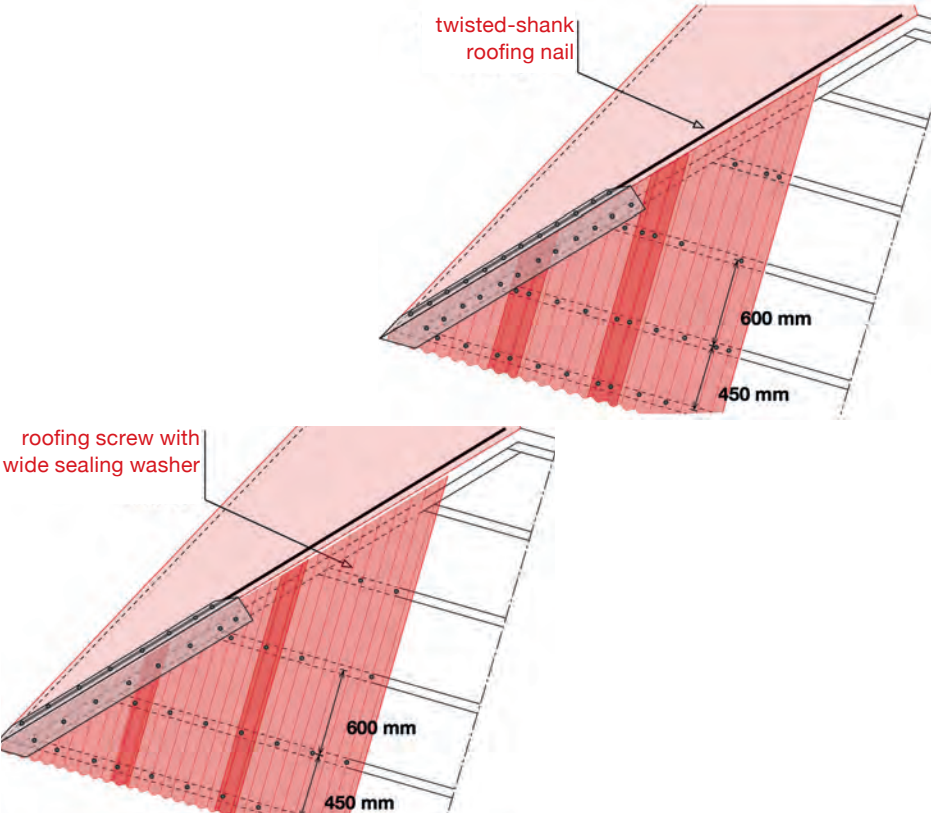 twisted-shank
roofing nail
600 mm
450 mm
roofing screw with
wide sealing washer
600 mm
450 mm